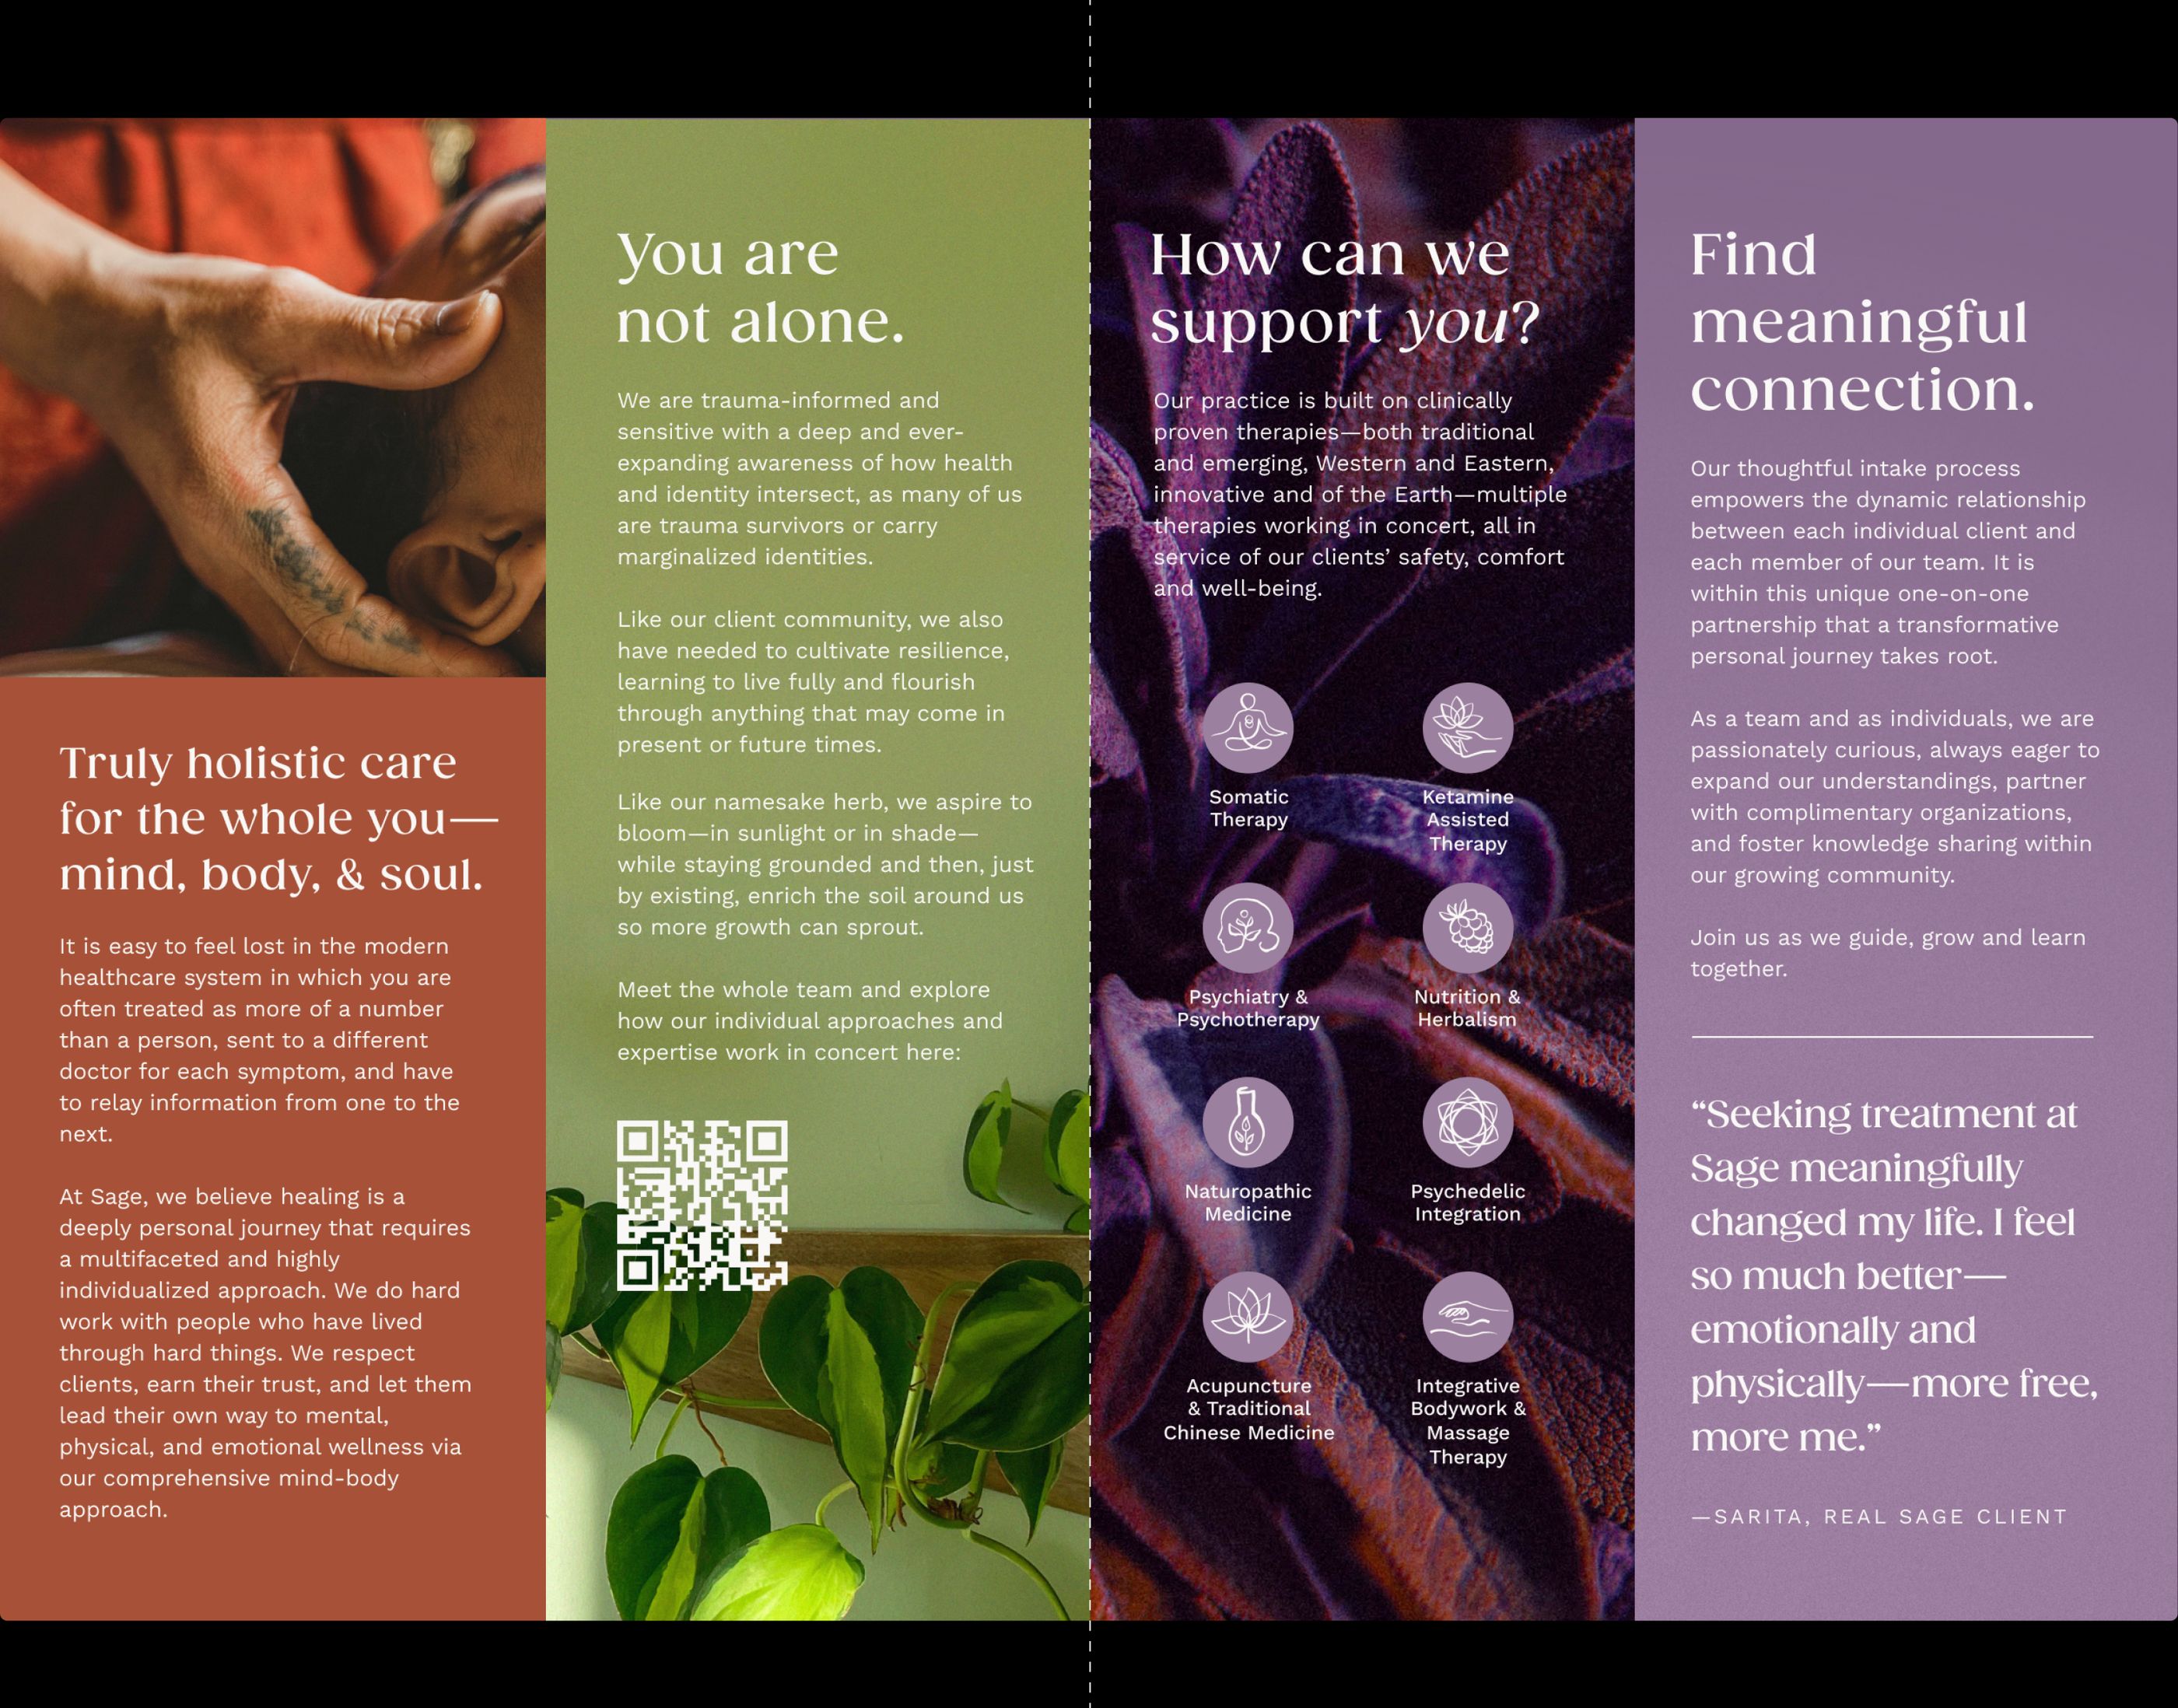 Truly holistic care
for the whole you—
mind, body, & soul.
It is easy to feel lost in the modern
healthcare system in which you are
often treated as more of a number
than a person, sent to a different
doctor for each symptom, and have
to relay information from one to the
next.
At Sage, we believe healing is a
deeply personal journey that requires
a multifaceted and highly
individualized approach. We do hard
work with people who have lived
through hard things. We respect
clients, earn their trust, and let them
lead their own way to mental,
physical, and emotional wellness via
our comprehensive mind-body
approach.
You are
not alone.
We are trauma-informed and
sensitive with a deep and ever-
expanding awareness of how health
and identity intersect, as many of us
are trauma survivors or carry
marginalized identities.
Like our client community, we also
have needed to cultivate resilience,
learning to live fully and flourish
through anything that may come in
present or future times.
Like our namesake herb, we aspire to
bloom—in sunlight or in shade—
while staying grounded and then, just
by existing, enrich the soil around us
so more growth can sprout.
Meet the whole team and explore
how our individual approaches and
expertise work in concert here:
How can we
support you?
Our practice is built on clinically
proven therapies—both traditional
and emerging, Western and Eastern,
innovative and of the Earth—multiple
therapies working in concert, all in
service of our clients’ safety, comfort
and well-being.
Somatic
Therapy
Ketamine
Assisted
Therapy
Psychiatry &
Psychotherapy
Nutrition &
Herbalism
Naturopathic
Medicine
Psychedelic
Integration
Acupuncture
& Traditional
Chinese Medicine
Integrative
Bodywork &
Massage
Therapy
Find
meaningful
connection.
Our thoughtful intake process
empowers the dynamic relationship
between each individual client and
each member of our team. It is
within this unique one-on-one
partnership that a transformative
personal journey takes root.
As a team and as individuals, we are
passionately curious, always eager to
expand our understandings, partner
with complimentary organizations,
and foster knowledge sharing within
our growing community.
Join us as we guide, grow and learn
together.
“Seeking treatment at
Sage meaningfully
changed my life. I feel
so much better—
emotionally and
physically—more free,
more me.”
—SARITA, REAL SAGE CLIENT